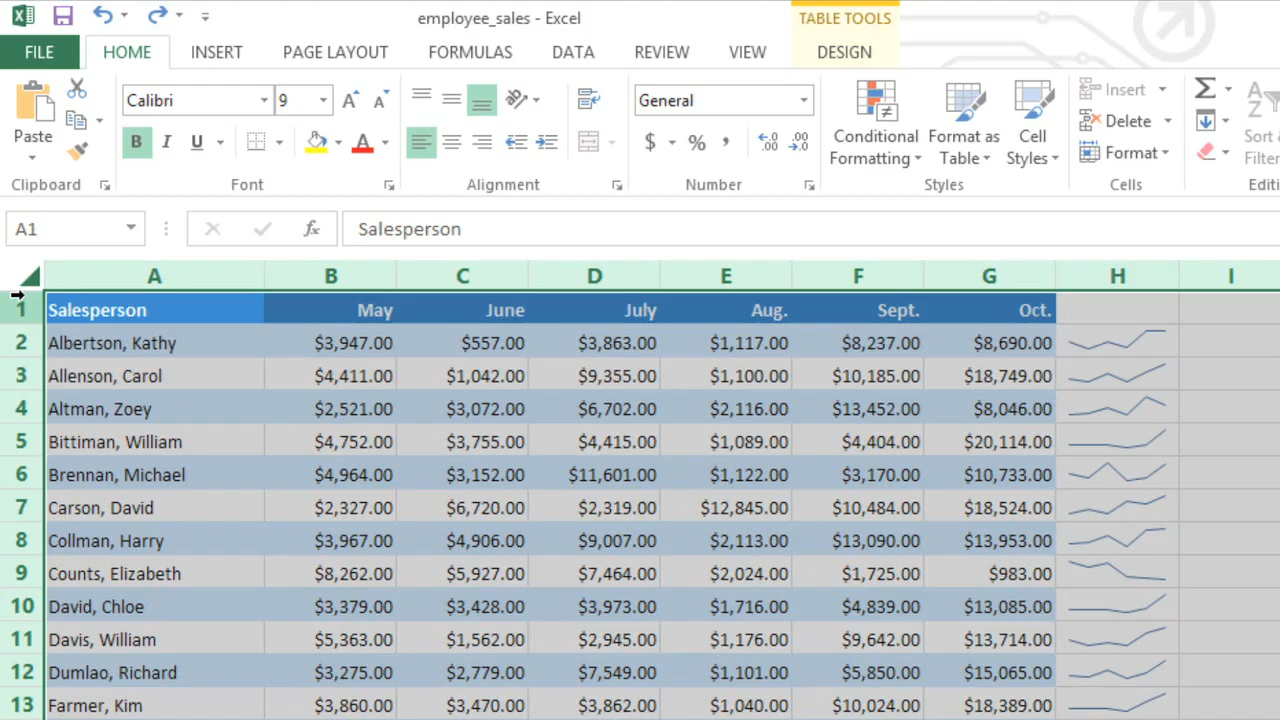 employee_sales - Excel
TABLE TOOLS
FILE HOME INSERT PAGE LAYOUT FORMULAS DATA REVIEW VIEW DESIGN
Calibri 9 General Insert
Paste B I U A $ % , Conditional Formatting Format as Table Cell Styles Delete Sort
Format Filter
Clipboard Font Alignment Number Styles Cells Editi
A1 fx Salesperson
A B C D E F G H I
1 Salesperson May June July Aug. Sept. Oct.
2 Albertson, Kathy $3,947.00 $557.00 $3,863.00 $1,117.00 $8,237.00 $8,690.00
3 Allenson, Carol $4,411.00 $1,042.00 $9,355.00 $1,100.00 $10,185.00 $18,749.00
4 Altman, Zoey $2,521.00 $3,072.00 $6,702.00 $2,116.00 $13,452.00 $8,046.00
5 Bittiman, William $4,752.00 $3,755.00 $4,415.00 $1,089.00 $4,404.00 $20,114.00
6 Brennan, Michael $4,964.00 $3,152.00 $11,601.00 $1,122.00 $3,170.00 $10,733.00
7 Carson, David $2,327.00 $6,720.00 $2,319.00 $12,845.00 $10,484.00 $18,524.00
8 Collman, Harry $3,967.00 $4,906.00 $9,007.00 $2,113.00 $13,090.00 $13,953.00
9 Counts, Elizabeth $8,262.00 $5,927.00 $7,464.00 $2,024.00 $1,725.00 $983.00
10 David, Chloe $3,379.00 $3,428.00 $3,973.00 $1,716.00 $4,839.00 $13,085.00
11 Davis, William $5,363.00 $1,562.00 $2,945.00 $1,176.00 $9,642.00 $13,714.00
12 Dumlao, Richard $3,275.00 $2,779.00 $7,549.00 $1,101.00 $5,850.00 $15,065.00
13 Farmer, Kim $3,860.00 $3,470.00 $3,862.00 $1,040.00 $10,024.00 $18,389.00